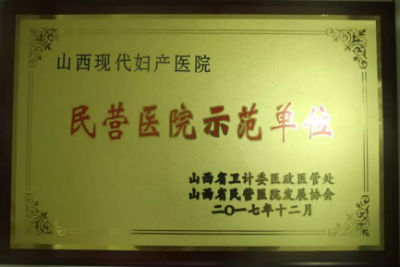 山西现代妇产医院
民营医院示范单位
山西省卫计委医政医管处
山西省民营医院发展协会
二〇一七年十二月